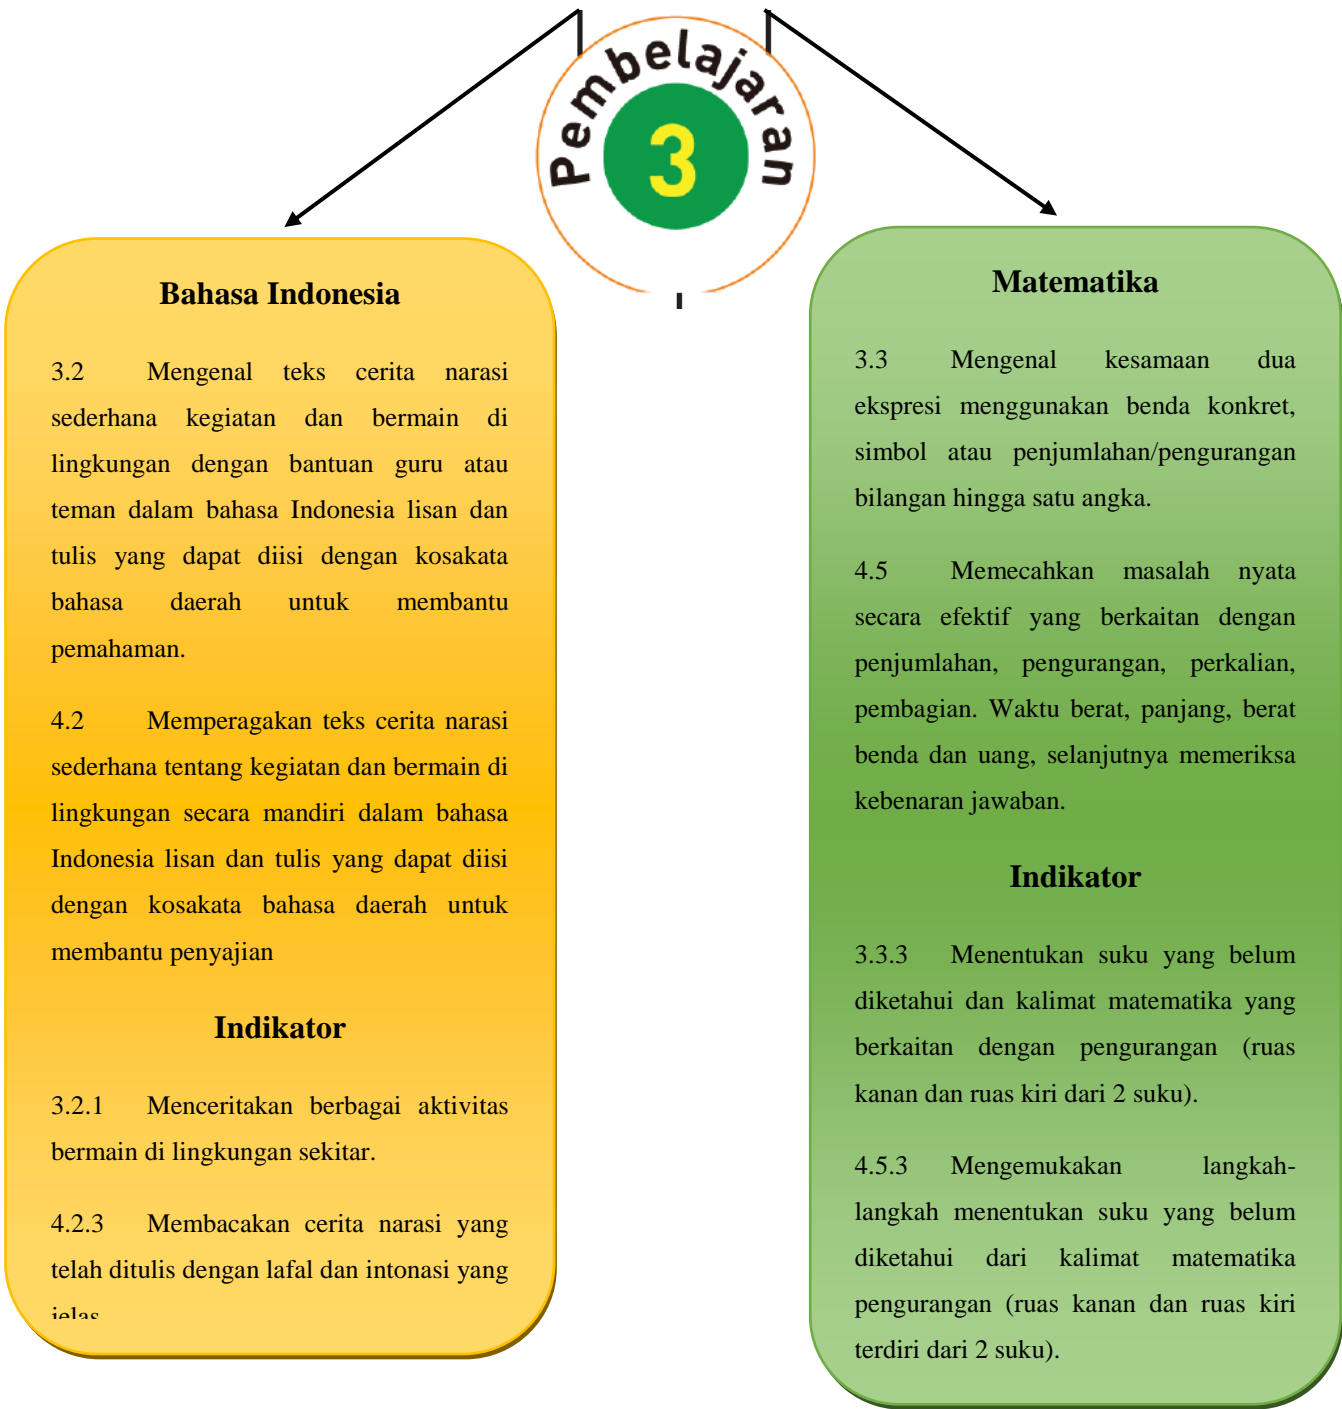 Pembelajaran
3
Bahasa Indonesia
3.2 Mengenal teks cerita narasi
sederhana kegiatan dan bermain di
lingkungan dengan bantuan guru atau
teman dalam bahasa Indonesia lisan dan
tulis yang dapat diisi dengan kosakata
bahasa daerah untuk membantu
pemahaman.
4.2 Memperagakan teks cerita narasi
sederhana tentang kegiatan dan bermain di
lingkungan secara mandiri dalam bahasa
Indonesia lisan dan tulis yang dapat diisi
dengan kosakata bahasa daerah untuk
membantu penyajian
Indikator
3.2.1 Menceritakan berbagai aktivitas
bermain di lingkungan sekitar.
4.2.3 Membacakan cerita narasi yang
telah ditulis dengan lafal dan intonasi yang
jelas
Matematika
3.3 Mengenal kesamaan dua
ekspresi menggunakan benda konkret,
simbol atau penjumlahan/pengurangan
bilangan hingga satu angka.
4.5 Memecahkan masalah nyata
secara efektif yang berkaitan dengan
penjumlahan, pengurangan, perkalian,
pembagian. Waktu berat, panjang, berat
benda dan uang, selanjutnya memeriksa
kebenaran jawaban.
Indikator
3.3.3 Menentukan suku yang belum
diketahui dan kalimat matematika yang
berkaitan dengan pengurangan (ruas
kanan dan ruas kiri dari 2 suku).
4.5.3 Mengemukakan langkah-
langkah menentukan suku yang belum
diketahui dari kalimat matematika
pengurangan (ruas kanan dan ruas kiri
terdiri dari 2 suku).